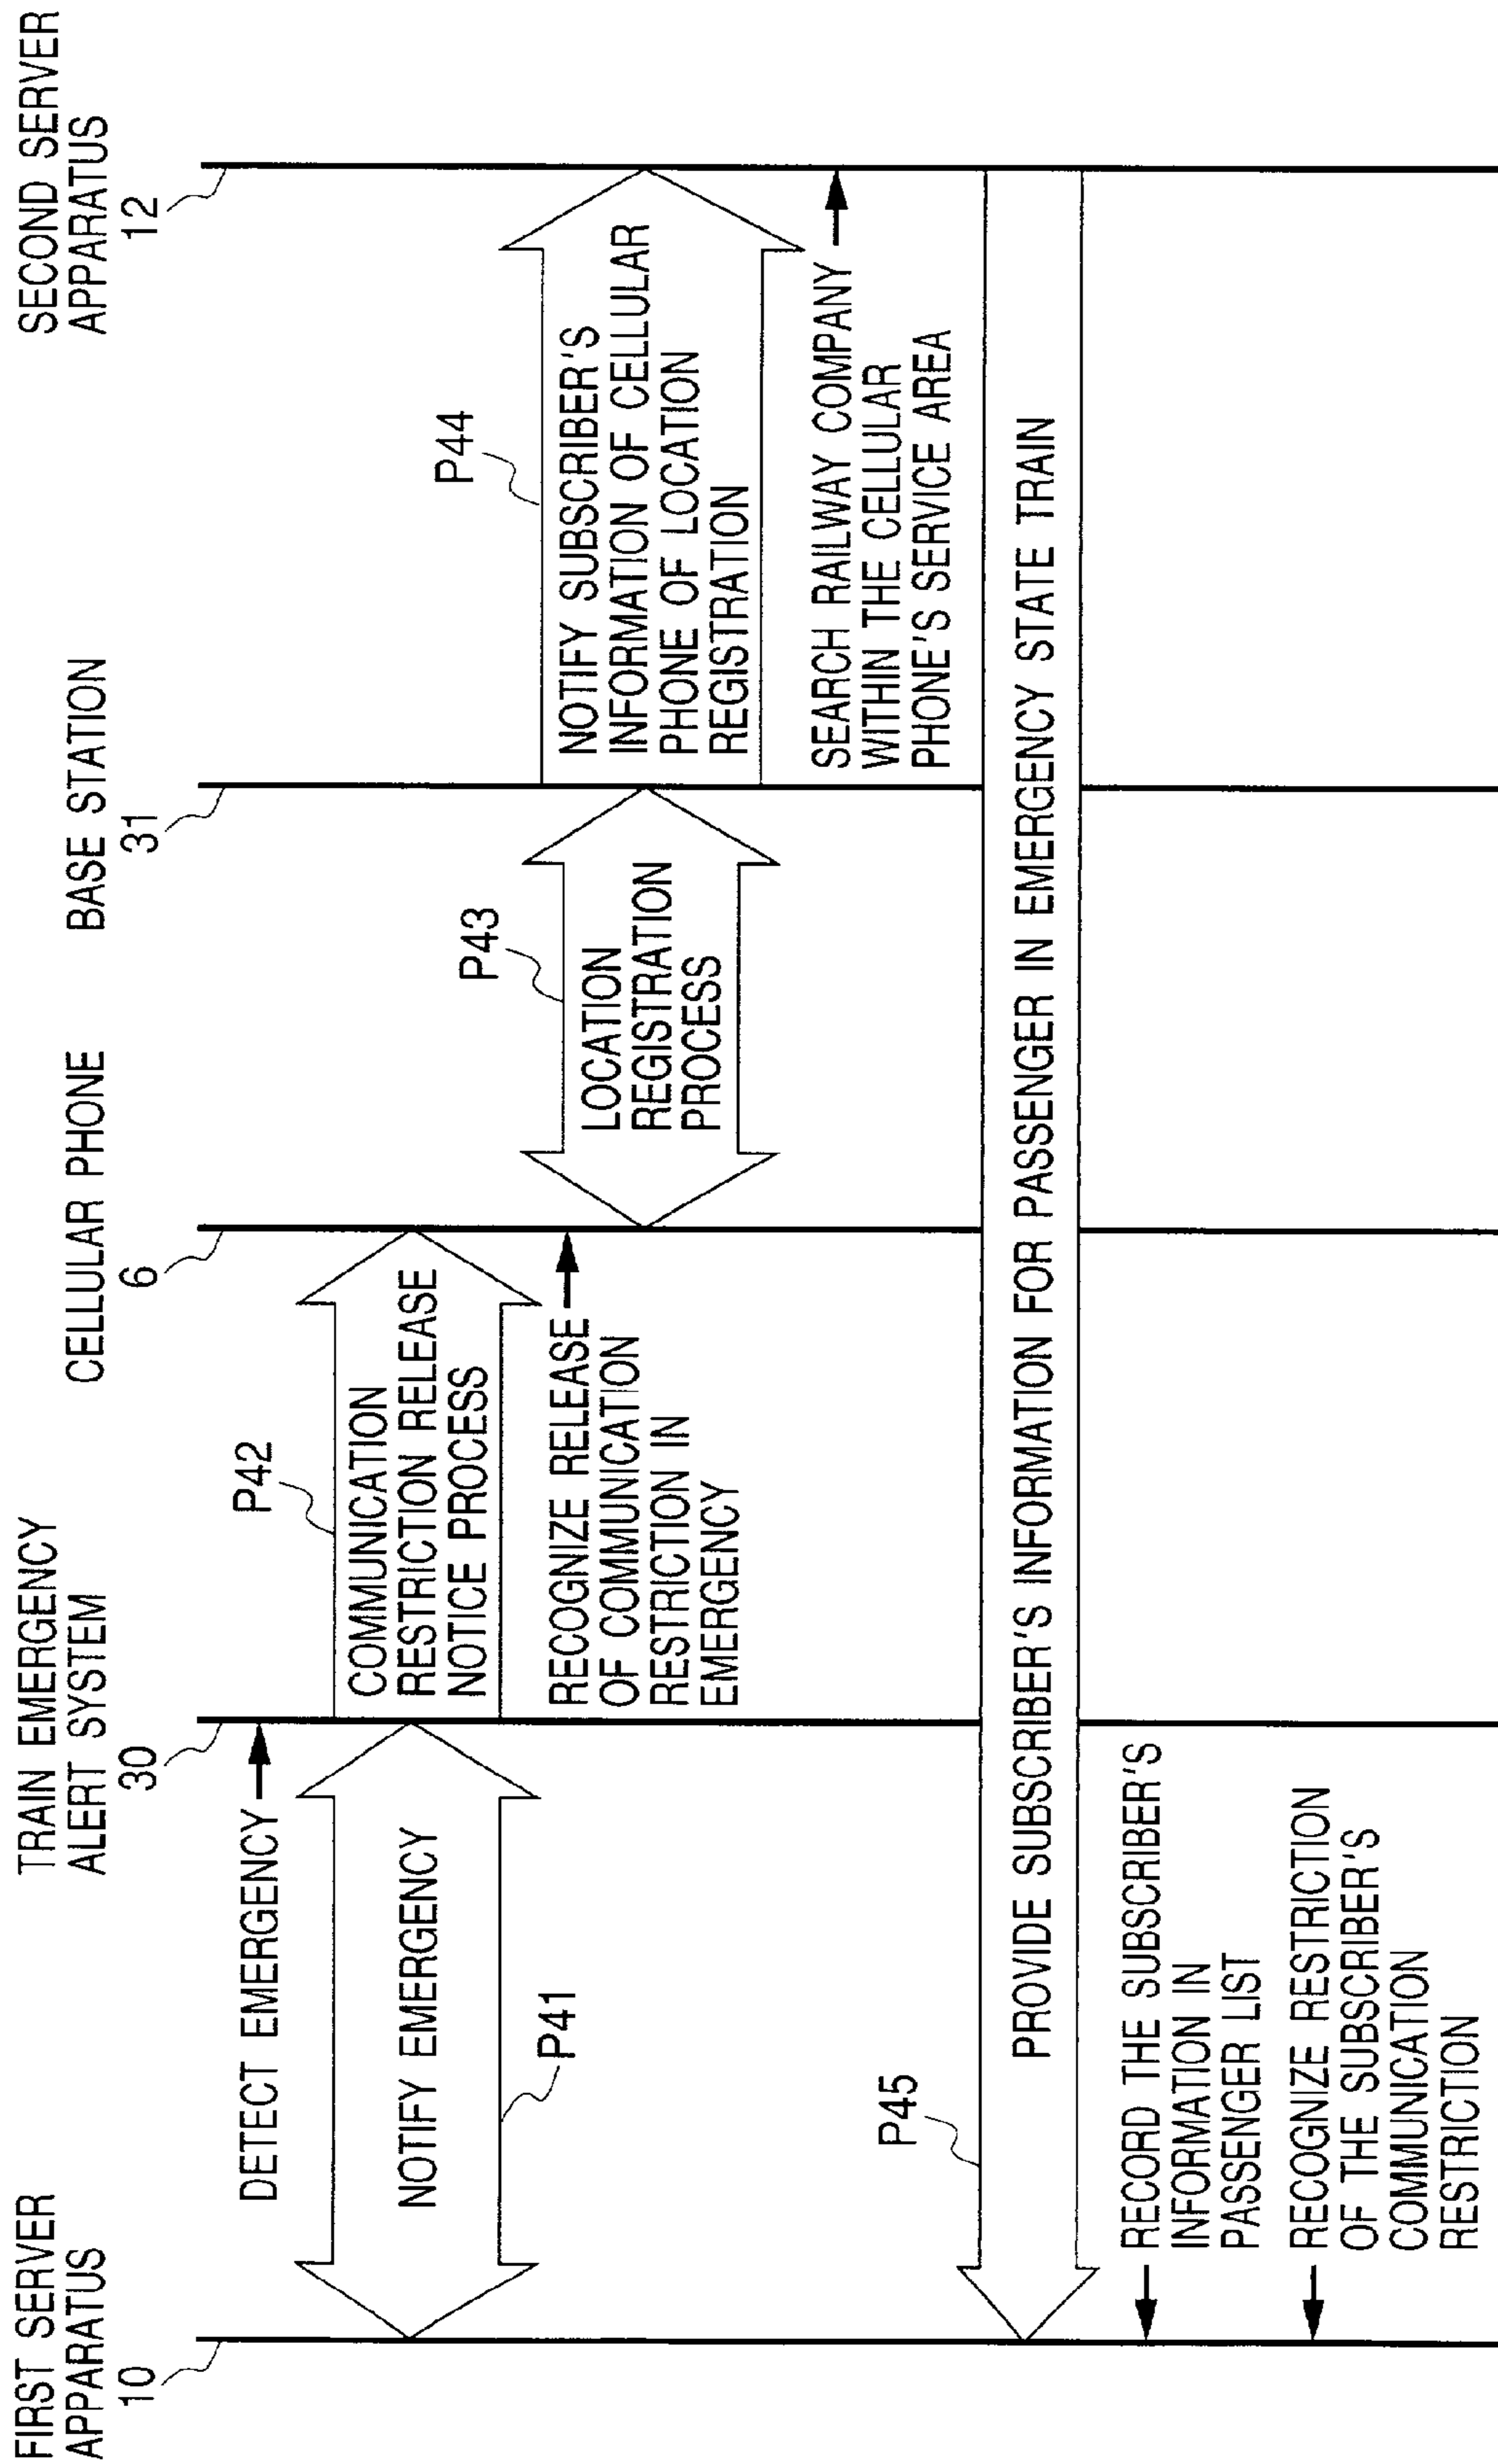 FIRST SERVER
APPARATUS
10
TRAIN EMERGENCY
ALERT SYSTEM
30
CELLULAR PHONE
6
BASE STATION
31
SECOND SERVER
APPARATUS
12
DETECT EMERGENCY
NOTIFY EMERGENCY
P41
P42
COMMUNICATION
RESTRICTION RELEASE
NOTICE PROCESS
RECOGNIZE RELEASE
OF COMMUNICATION
RESTRICTION IN
EMERGENCY
P43
LOCATION
REGISTRATION
PROCESS
P44
NOTIFY SUBSCRIBER'S
INFORMATION OF CELLULAR
PHONE OF LOCATION
REGISTRATION
SEARCH RAILWAY COMPANY
WITHIN THE CELLULAR
PHONE'S SERVICE AREA
P45
PROVIDE SUBSCRIBER'S INFORMATION FOR PASSENGER IN EMERGENCY STATE TRAIN
RECORD THE SUBSCRIBER'S
INFORMATION IN
PASSENGER LIST
RECOGNIZE RESTRICTION
OF THE SUBSCRIBER'S
COMMUNICATION
RESTRICTION